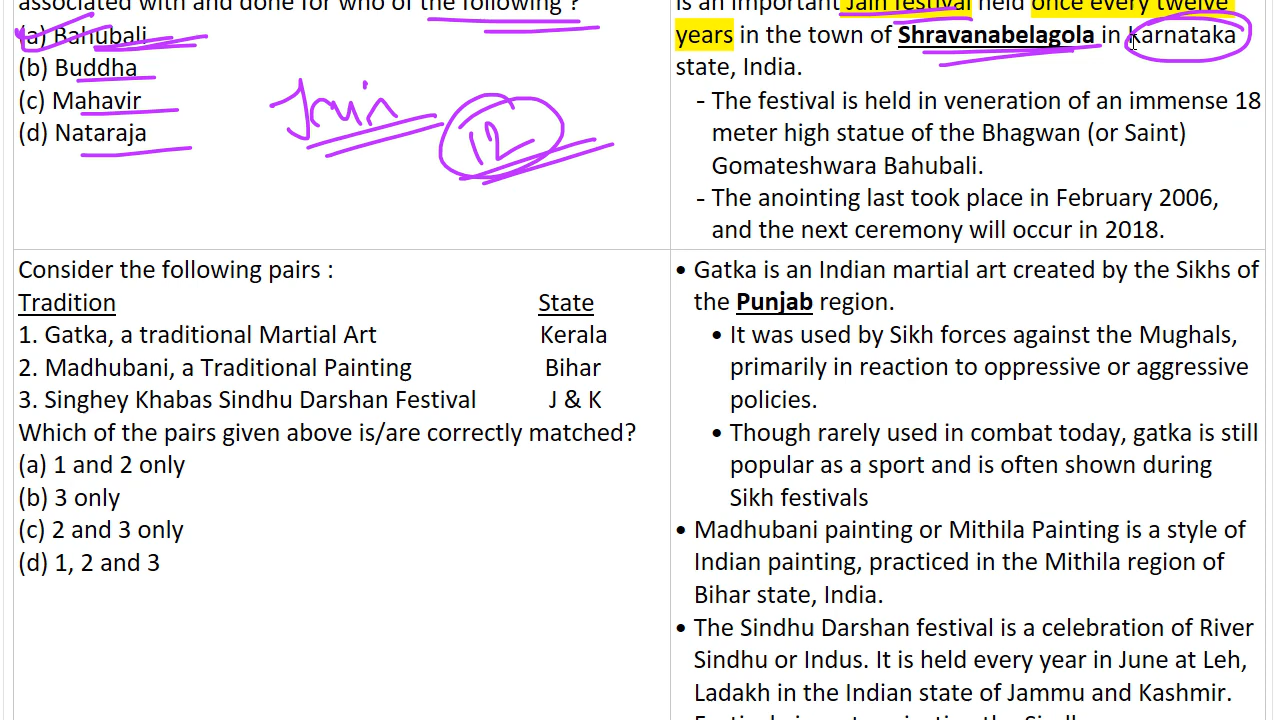 associated with and done for who of the following ?
(a) Bahubali
(b) Buddha
(c) Mahavir
(d) Nataraja
Jain
12
is an important Jain festival held once every twelve
years in the town of Shravanabelagola in Karnataka
state, India.
- The festival is held in veneration of an immense 18
meter high statue of the Bhagwan (or Saint)
Gomateshwara Bahubali.
- The anointing last took place in February 2006,
and the next ceremony will occur in 2018.
Consider the following pairs :
Tradition State
1. Gatka, a traditional Martial Art Kerala
2. Madhubani, a Traditional Painting Bihar
3. Singhey Khabas Sindhu Darshan Festival J & K
Which of the pairs given above is/are correctly matched?
(a) 1 and 2 only
(b) 3 only
(c) 2 and 3 only
(d) 1, 2 and 3
• Gatka is an Indian martial art created by the Sikhs of
the Punjab region.
• It was used by Sikh forces against the Mughals,
primarily in reaction to oppressive or aggressive
policies.
• Though rarely used in combat today, gatka is still
popular as a sport and is often shown during
Sikh festivals
• Madhubani painting or Mithila Painting is a style of
Indian painting, practiced in the Mithila region of
Bihar state, India.
• The Sindhu Darshan festival is a celebration of River
Sindhu or Indus. It is held every year in June at Leh,
Ladakh in the Indian state of Jammu and Kashmir.